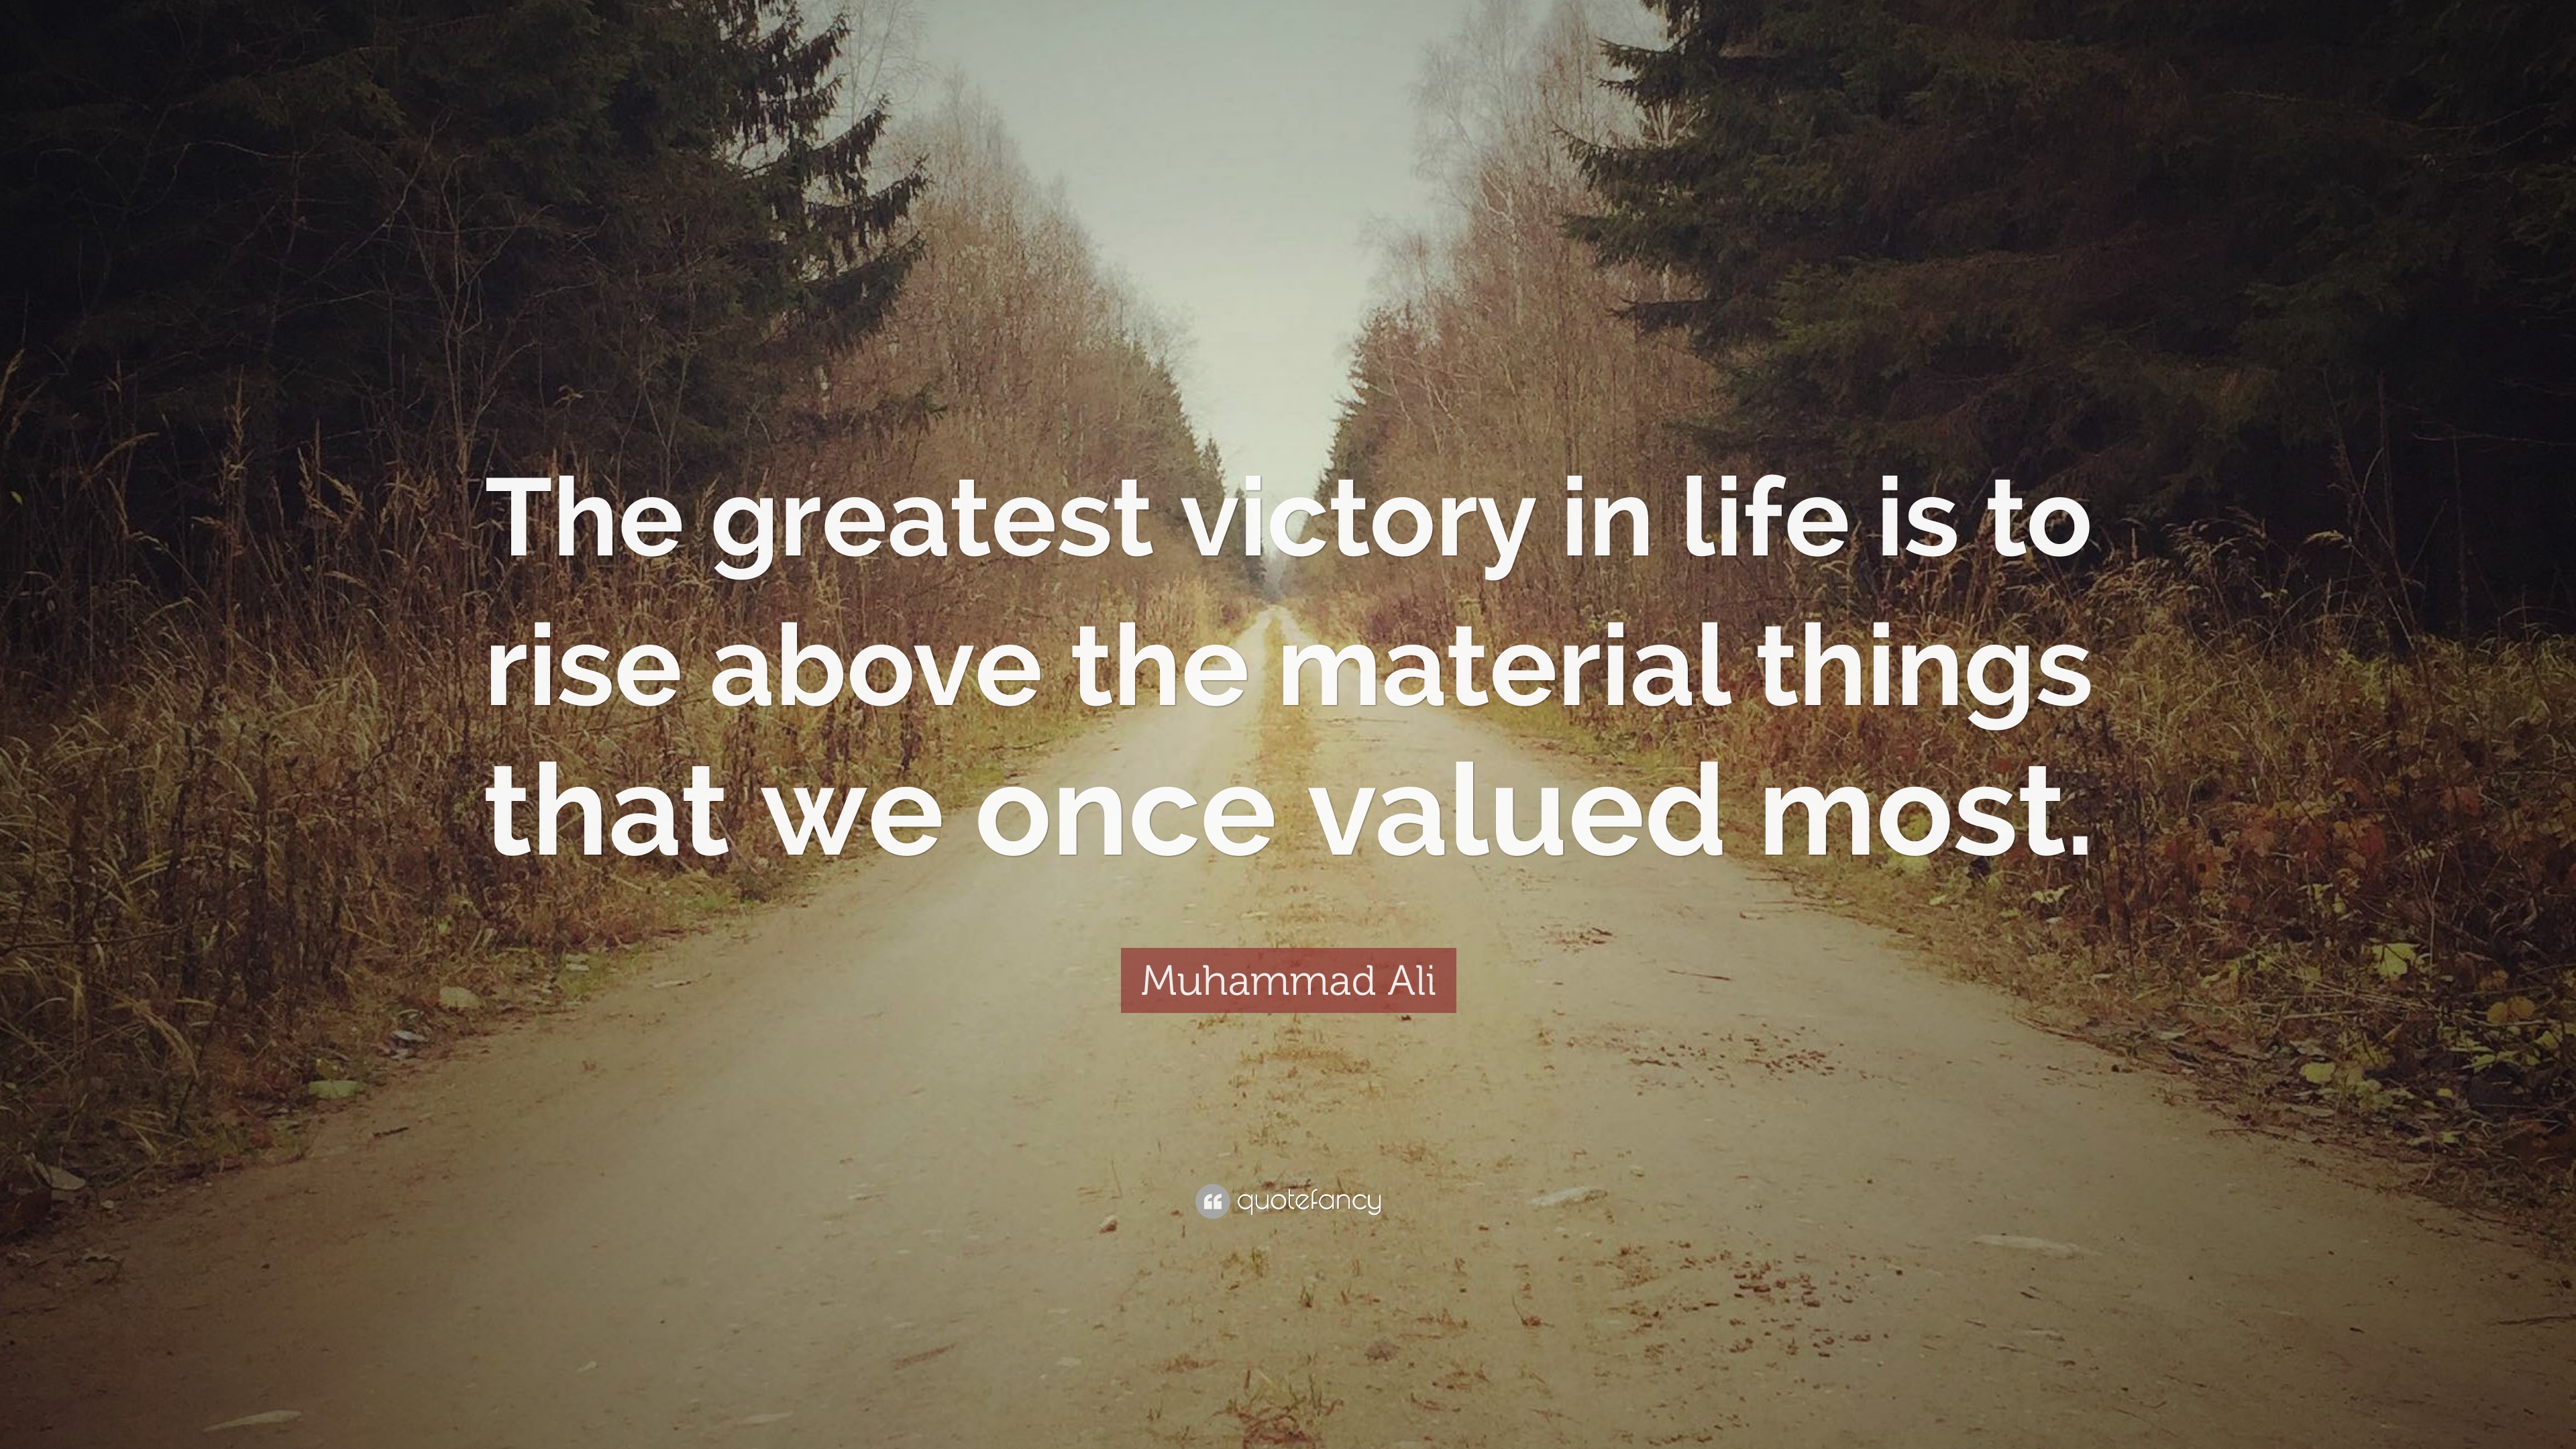 The greatest victory in life is to
rise above the material things
that we once valued most.
Muhammad Ali
quotefancy